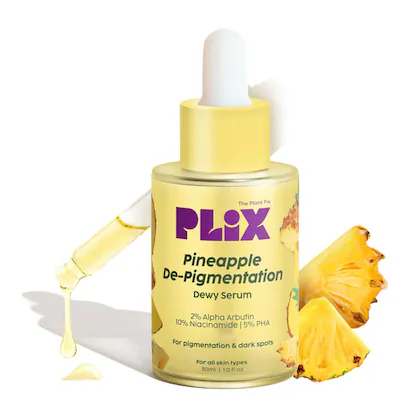 The Plant Fix
PLiX
Pineapple
De-Pigmentation
Dewy Serum
2% Alpha Arbutin
10% Niacinamide | 5% PHA
For pigmentation & dark spots
For all skin types
30ml | 1.0 fl oz